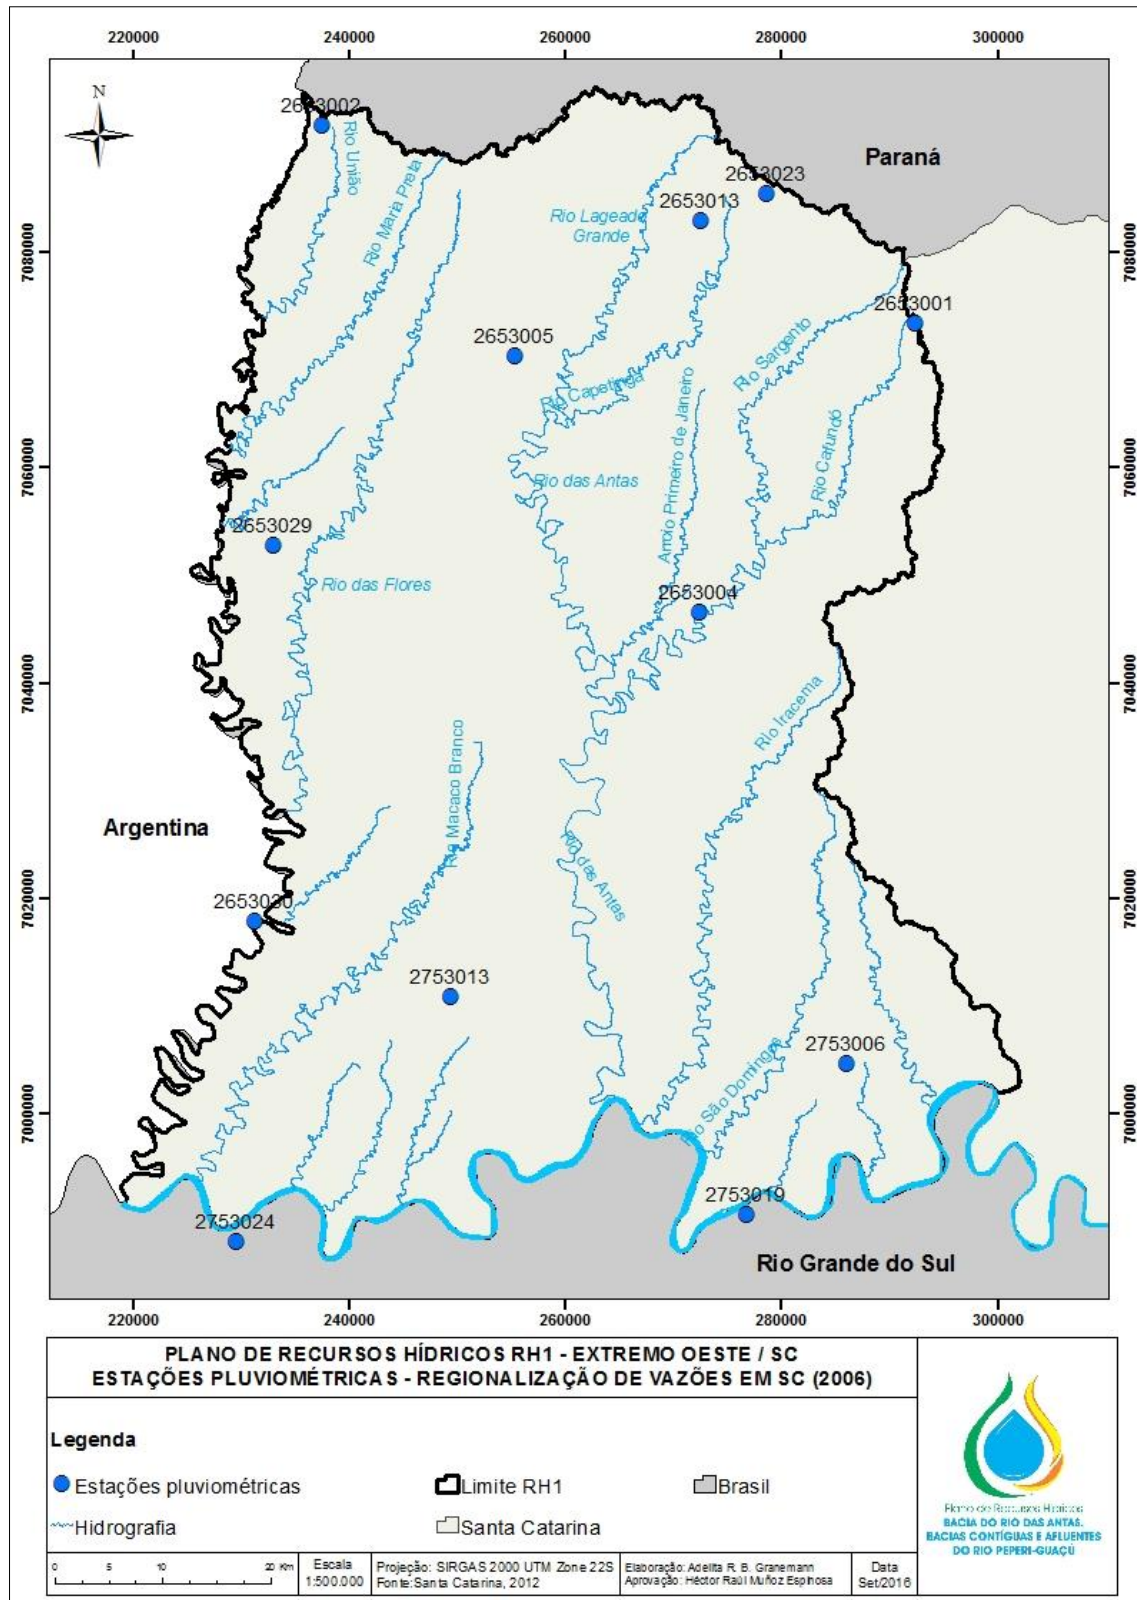 220000 240000 260000 280000 300000
N
2653002
Rio União
Rio Maria Preta
Paraná
2653023
2653013
Rio Lageado
Grande
7080000 7080000
2653001
2653005
Rio Sargento
Rio Capetinga
Arroio Primeiro de Janeiro
Rio Catundó
7060000 7060000
Rio das Antas
2653029
Rio das Flores
2653004
7040000 7040000
Rio Iracema
Rio Macaco Branco
Argentina
Rio das Antas
7020000 7020000
2653030
2753013
2753006
Rio São Domingos
7000000 7000000
2753019
2753024
Rio Grande do Sul
220000 240000 260000 280000 300000
PLANO DE RECURSOS HÍDRICOS RH1 - EXTREMO OESTE / SC
ESTAÇÕES PLUVIOMÉTRICAS - REGIONALIZAÇÃO DE VAZÕES EM SC (2006)
Legenda
Estações pluviométricas Limite RH1 Brasil
Hidrografia Santa Catarina
0 5 10 20 Km
Escala
1:500.000
Projeção: SIRGAS 2000 UTM Zone 22S
Fonte:Santa Catarina, 2012
Elaboração: Adelita R. B. Granemann
Aprovação: Héctor Raúl Muñoz Espinosa
Data
Set/2016
Plano de Recursos Hídricos
BACIA DO RIO DAS ANTAS,
BACIAS CONTÍGUAS E AFLUENTES
DO RIO PEPERI-GUAÇÚ